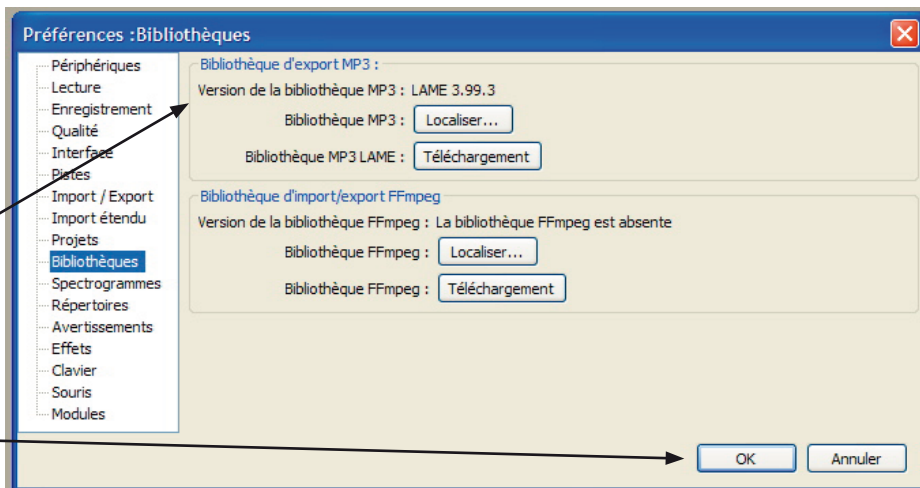 Préférences :Bibliothèques
Périphériques
Lecture
Enregistrement
Qualité
Interface
Pistes
Import / Export
Import étendu
Projets
Bibliothèques
Spectrogrammes
Répertoires
Avertissements
Effets
Clavier
Souris
Modules
Bibliothèque d'export MP3 :
Version de la bibliothèque MP3 : LAME 3.99.3
Bibliothèque MP3 : Localiser...
Bibliothèque MP3 LAME : Téléchargement
Bibliothèque d'import/export FFmpeg
Version de la bibliothèque FFmpeg : La bibliothèque FFmpeg est absente
Bibliothèque FFmpeg : Localiser...
Bibliothèque FFmpeg : Téléchargement
OK Annuler